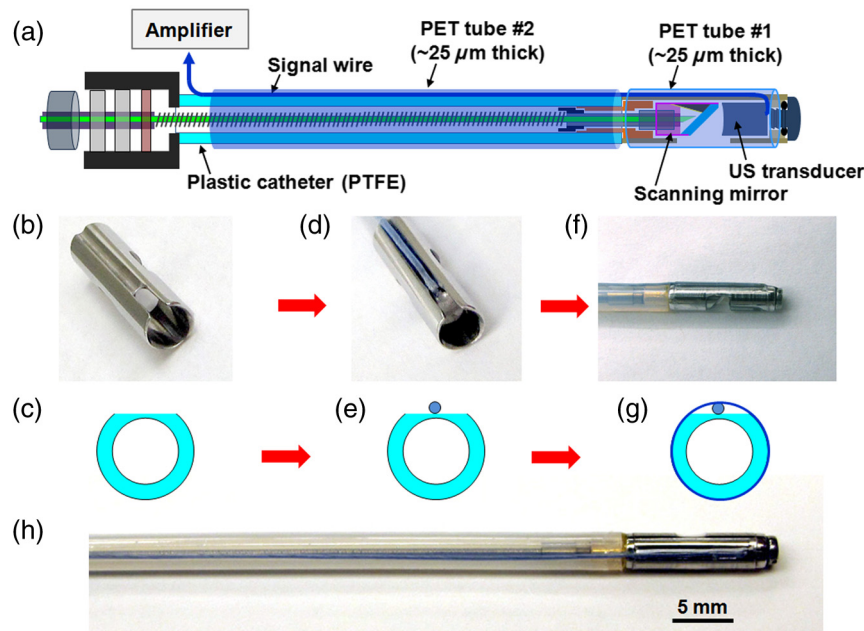 (a)
Amplifier
Signal wire
PET tube #2
(~25 µm thick)
PET tube #1
(~25 µm thick)
Plastic catheter (PTFE)
US transducer
Scanning mirror
(b)
(d)
(f)
(c)
(e)
(g)
(h)
5 mm